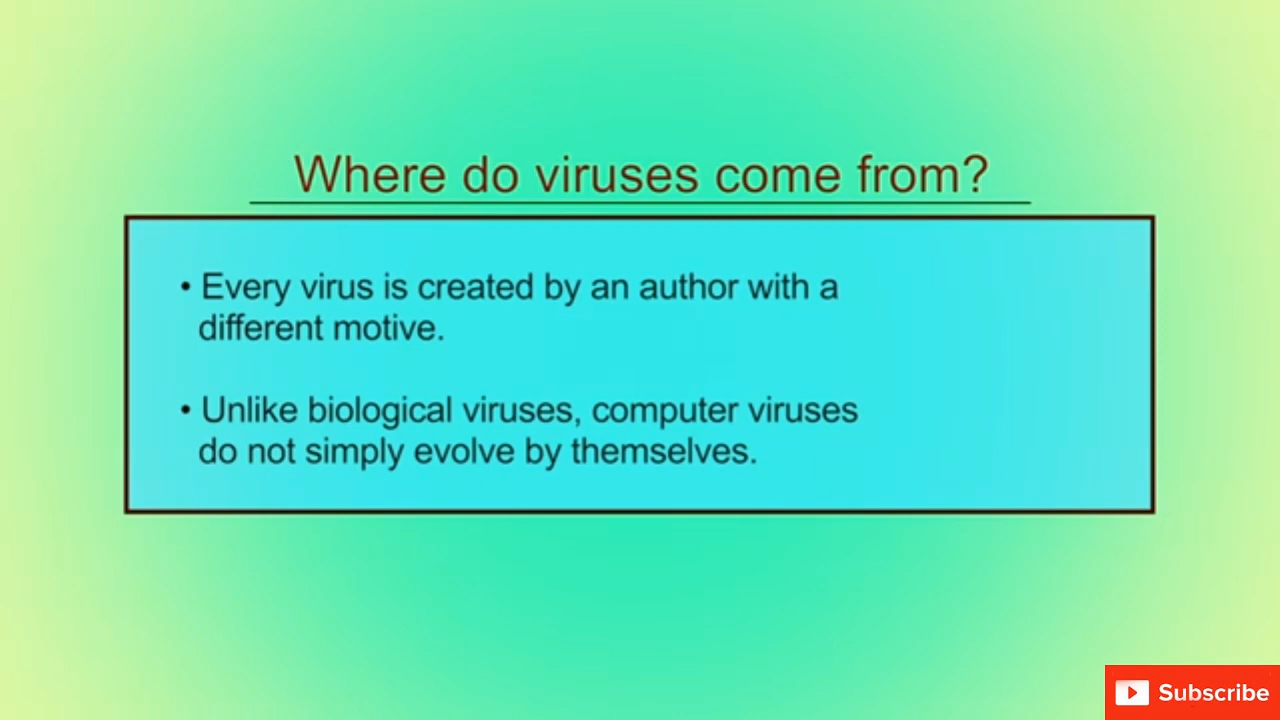 Where do viruses come from?
• Every virus is created by an author with a
different motive.
• Unlike biological viruses, computer viruses
do not simply evolve by themselves.
Subscribe